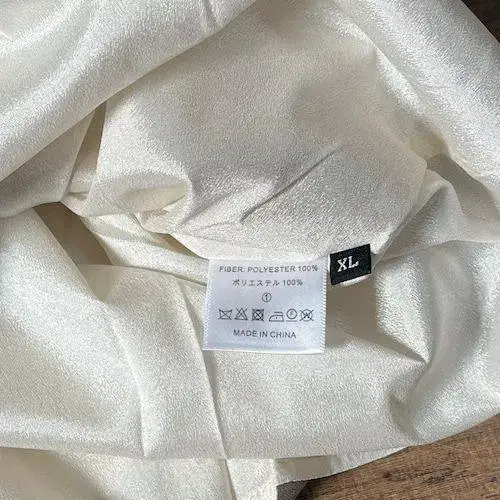 FIBER: POLYESTER 100%
ポリエステル 100%
①
MADE IN CHINA
XL